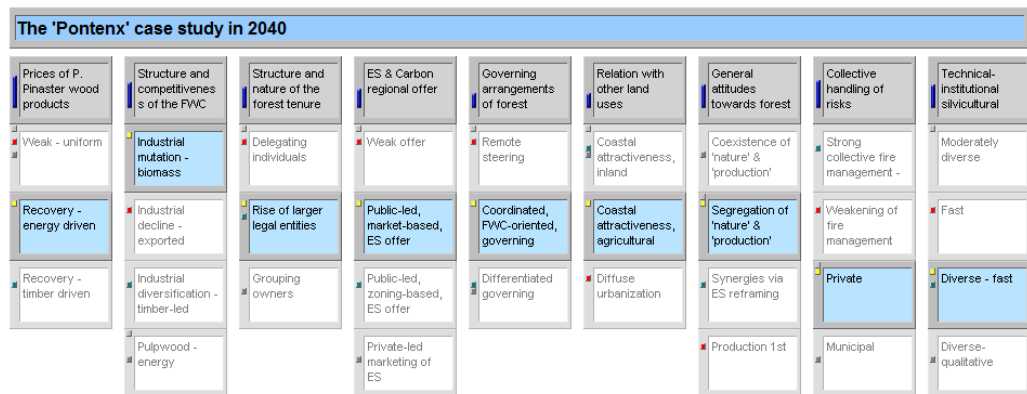 The 'Pontenx' case study in 2040
Prices of P.
Pinaster wood
products
Structure and
competitivenes
s of the FWC
Structure and
nature of the
forest tenure
ES & Carbon
regional offer
Governing
arrangements
of forest
Relation with
other land
uses
General
attitudes
towards forest
Collective
handling of
risks
Technical-
institutional
silvicultural
Weak - uniform
Industrial
mutation -
biomass
Delegating
individuals
Weak offer
Remote
steering
Coastal
attractiveness,
inland
Coexistence of
'nature' &
'production'
Strong
collective fire
management -
Moderately
diverse
Recovery -
energy driven
Industrial
decline -
exported
Rise of larger
legal entities
Public-led,
market-based,
ES offer
Coordinated,
FWC-oriented,
governing
Coastal
attractiveness,
agricultural
Segregation of
'nature' &
'production'
Weakening of
fire
management
Fast
Recovery -
timber driven
Industrial
diversification -
timber-led
Grouping
owners
Public-led,
zoning-based,
ES offer
Differentiated
governing
Diffuse
urbanization
Synergies via
ES reframing
Private
Diverse - fast
Pulpwood -
energy
Private-led
marketing of
ES
Production 1st
Municipal
Diverse-
qualitative